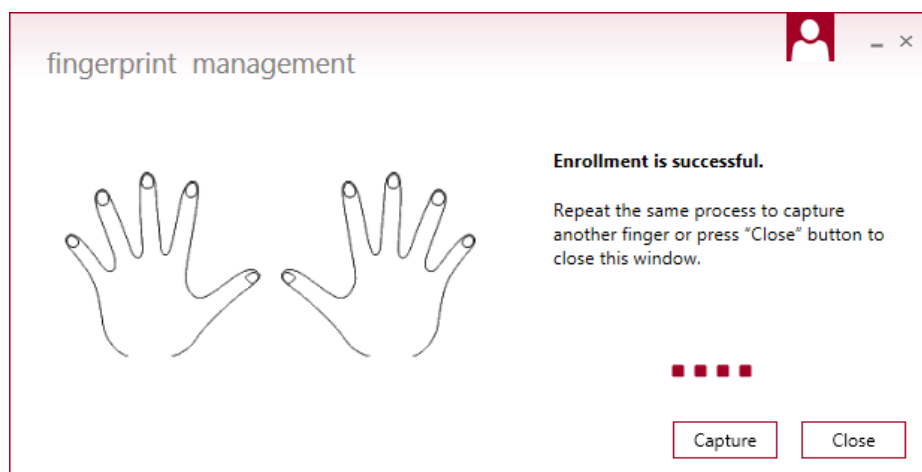 fingerprint management
Enrollment is successful.
Repeat the same process to capture
another finger or press “Close” button to
close this window.
Capture
Close